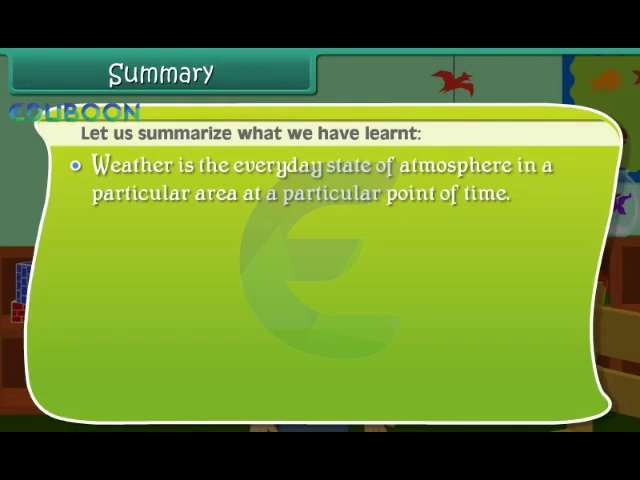 Summary
EDUBOON
Let us summarize what we have learnt:
Weather is the everyday state of atmosphere in a
particular area at a particular point of time.